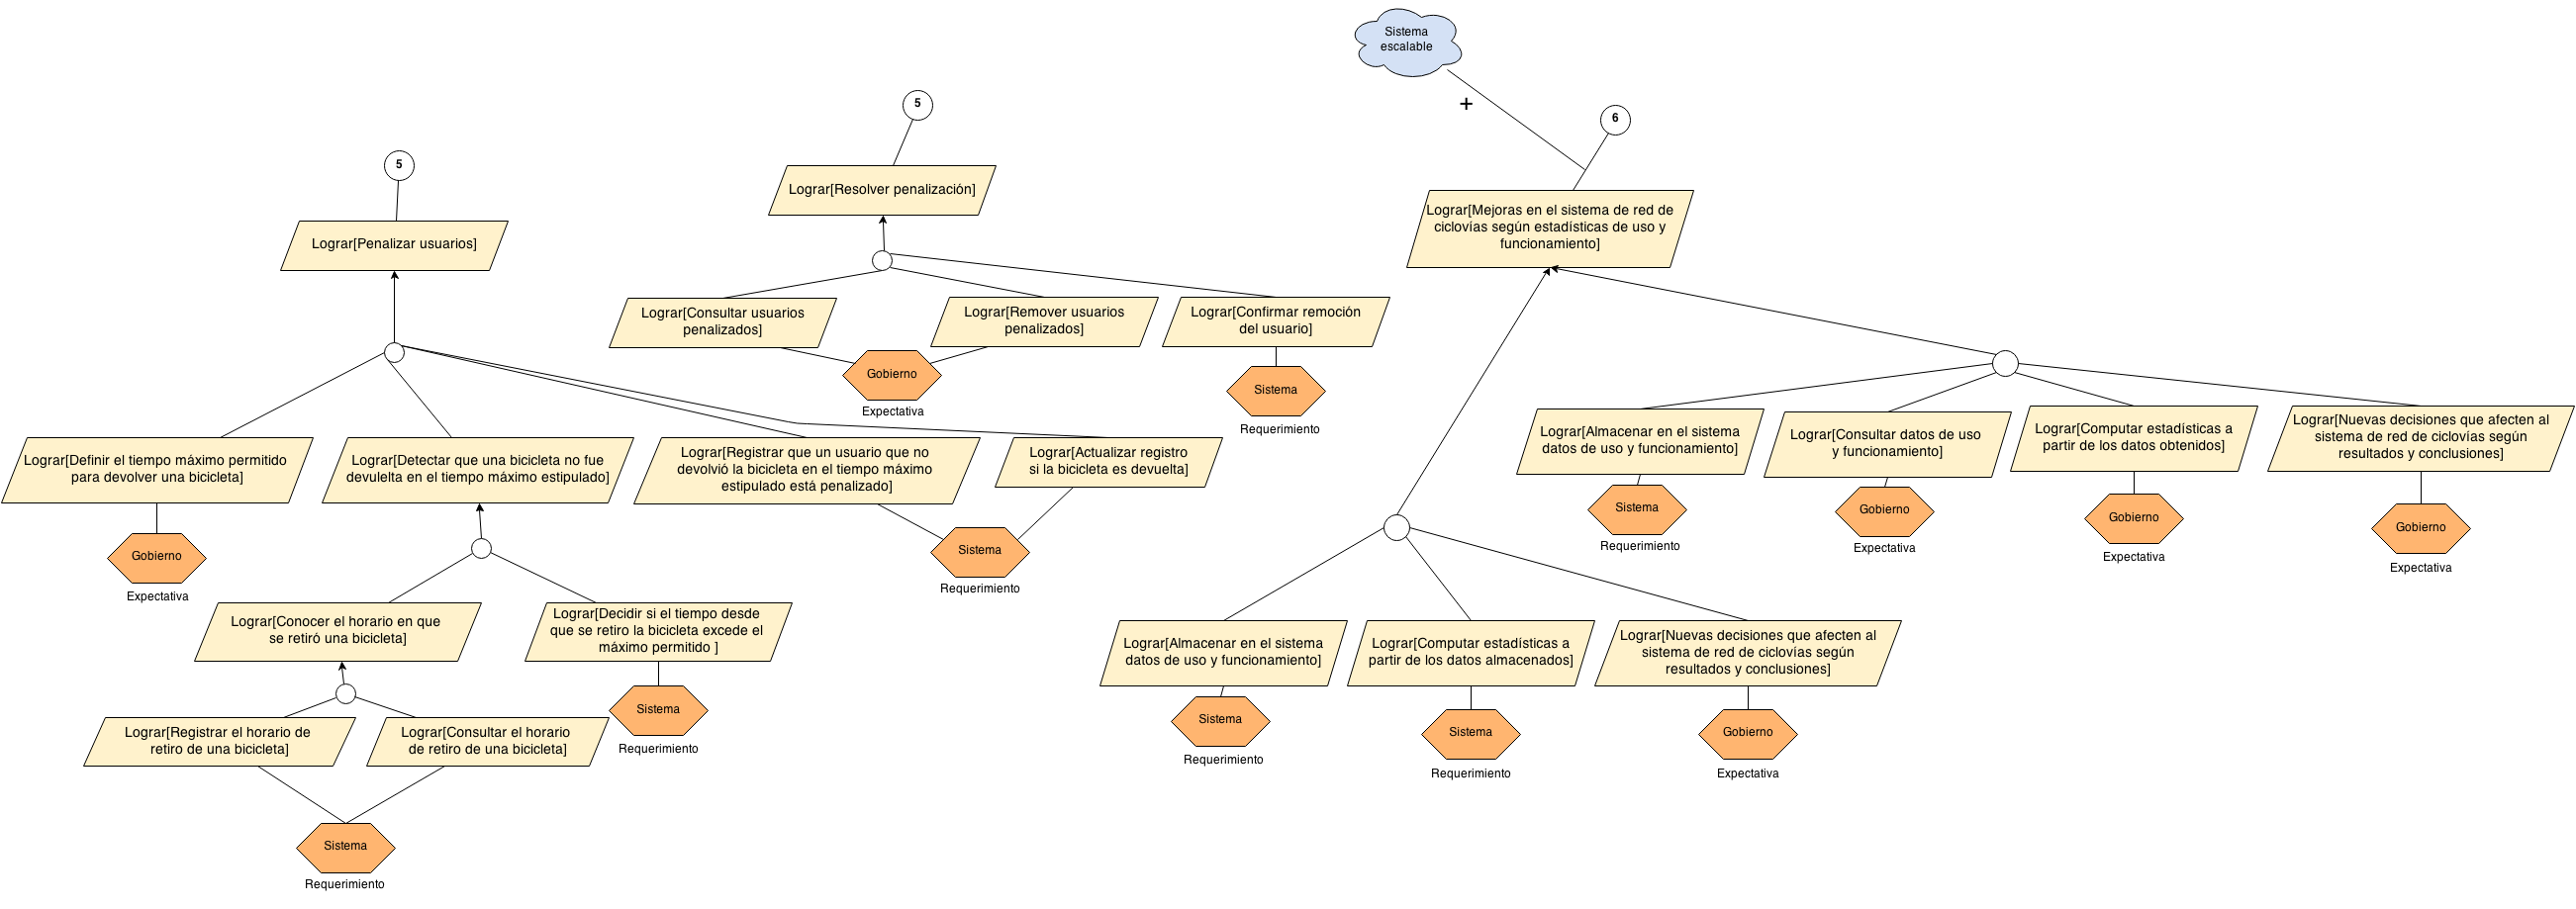 Sistema
escalable
+
5
6
5
Lograr[Resolver penalización]
Lograr[Mejoras en el sistema de red de
ciclovías según estadísticas de uso y
funcionamiento]
Lograr[Penalizar usuarios]
Lograr[Consultar usuarios
penalizados]
Lograr[Remover usuarios
penalizados]
Lograr[Confirmar remoción
del usuario]
Gobierno
Expectativa
Sistema
Requerimiento
Lograr[Definir el tiempo máximo permitido
para devolver una bicicleta]
Lograr[Detectar que una bicicleta no fue
devulelta en el tiempo máximo estipulado]
Lograr[Registrar que un usuario que no
devolvió la bicicleta en el tiempo máximo
estipulado está penalizado]
Lograr[Actualizar registro
si la bicicleta es devuelta]
Lograr[Almacenar en el sistema
datos de uso y funcionamiento]
Lograr[Consultar datos de uso
y funcionamiento]
Lograr[Computar estadísticas a
partir de los datos obtenidos]
Lograr[Nuevas decisiones que afecten al
sistema de red de ciclovías según
resultados y conclusiones]
Sistema
Requerimiento
Gobierno
Expectativa
Gobierno
Expectativa
Gobierno
Expectativa
Gobierno
Expectativa
Sistema
Requerimiento
Lograr[Conocer el horario en que
se retiró una bicicleta]
Lograr[Decidir si el tiempo desde
que se retiro la bicicleta excede el
máximo permitido ]
Lograr[Almacenar en el sistema
datos de uso y funcionamiento]
Lograr[Computar estadísticas a
partir de los datos almacenados]
Lograr[Nuevas decisiones que afecten al
sistema de red de ciclovías según
resultados y conclusiones]
Sistema
Requerimiento
Sistema
Requerimiento
Sistema
Requerimiento
Gobierno
Expectativa
Lograr[Registrar el horario de
retiro de una bicicleta]
Lograr[Consultar el horario
de retiro de una bicicleta]
Sistema
Requerimiento